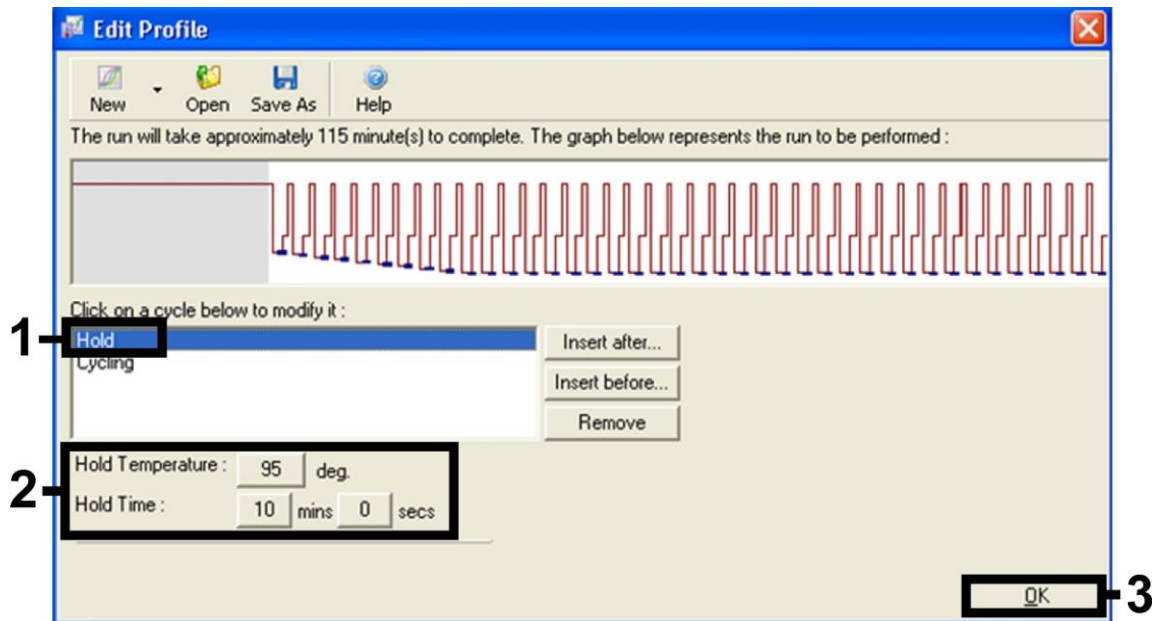 Edit Profile
New Open Save As Help
The run will take approximately 115 minute(s) to complete. The graph below represents the run to be performed :
Click on a cycle below to modify it :
1
Hold
Cycling
Insert after...
Insert before...
Remove
2
Hold Temperature : 95 deg.
Hold Time : 10 mins 0 secs
OK
3